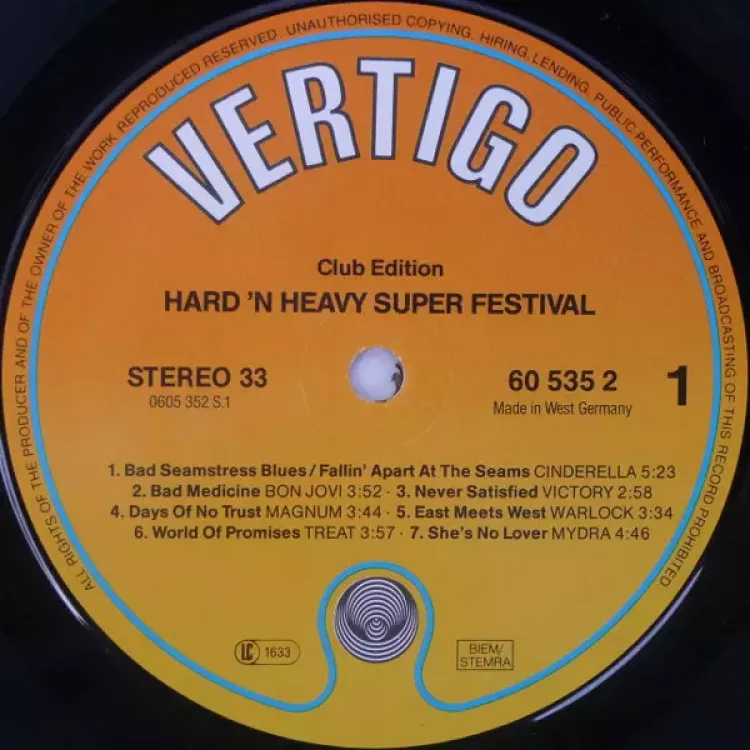 ALL RIGHTS OF THE PRODUCER AND OF THE OWNER OF THE WORK REPRODUCED RESERVED. UNAUTHORISED COPYING, HIRING, LENDING, PUBLIC PERFORMANCE AND BROADCASTING OF THIS RECORD PROHIBITED
VERTIGO
Club Edition
HARD 'N HEAVY SUPER FESTIVAL
STEREO 33
0605 352 S.1
60 535 2
Made in West Germany
1
1. Bad Seamstress Blues / Fallin' Apart At The Seams CINDERELLA 5:23
2. Bad Medicine BON JOVI 3:52 · 3. Never Satisfied VICTORY 2:58
4. Days Of No Trust MAGNUM 3:44 · 5. East Meets West WARLOCK 3:34
6. World Of Promises TREAT 3:57 · 7. She's No Lover MYDRA 4:46
LC 1633
BIEM/
STEMRA